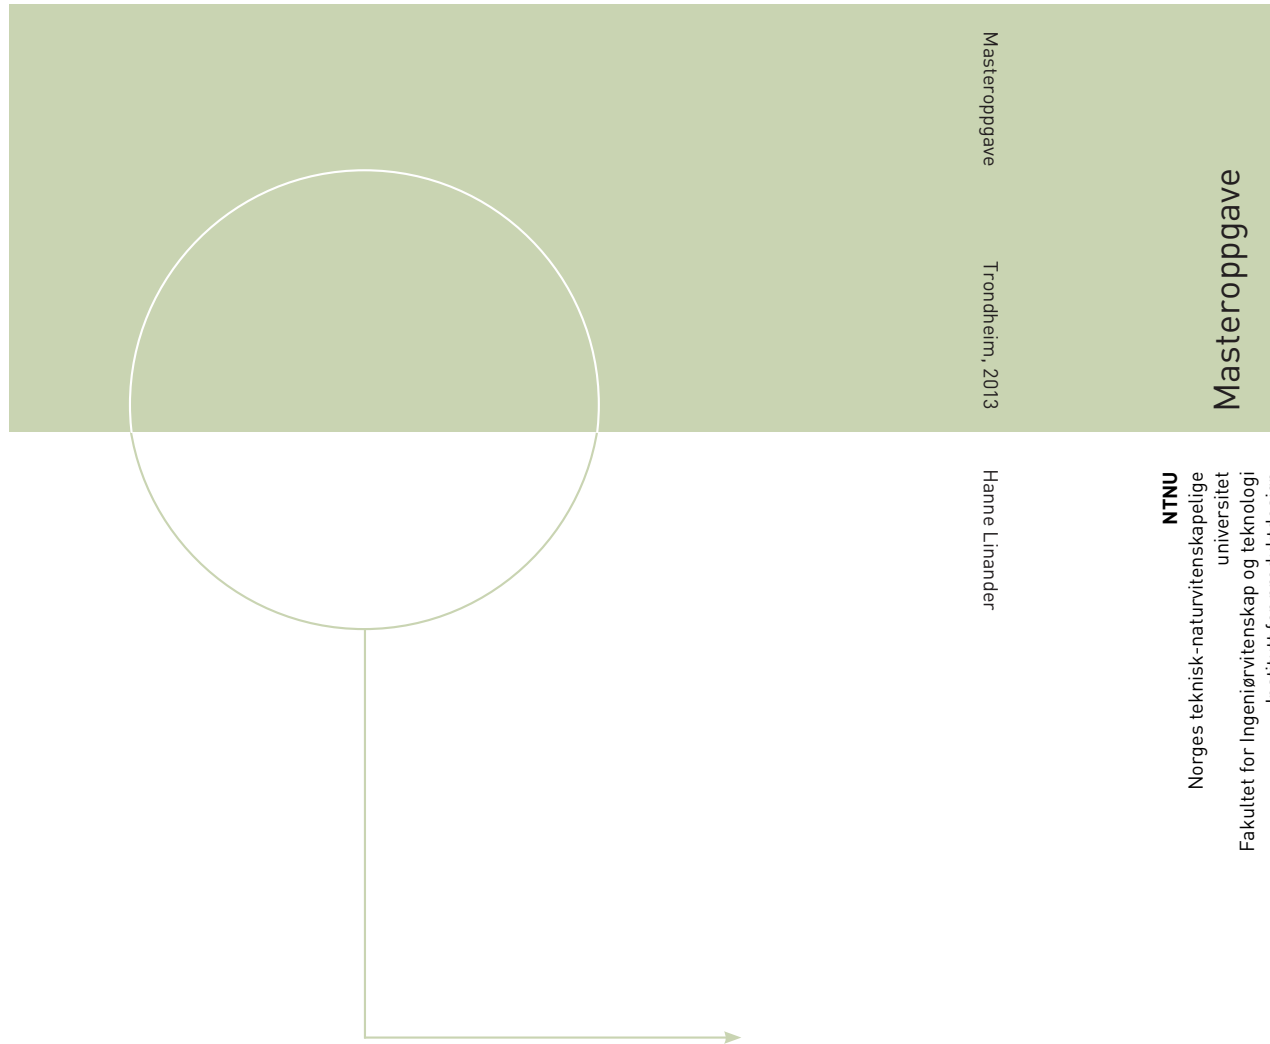 Masteroppgave
Trondheim, 2013
Hanne Linander
Masteroppgave
NTNU
Norges teknisk-naturvitenskapelige
universitet
Fakultet for Ingeniørvitenskap og teknologi